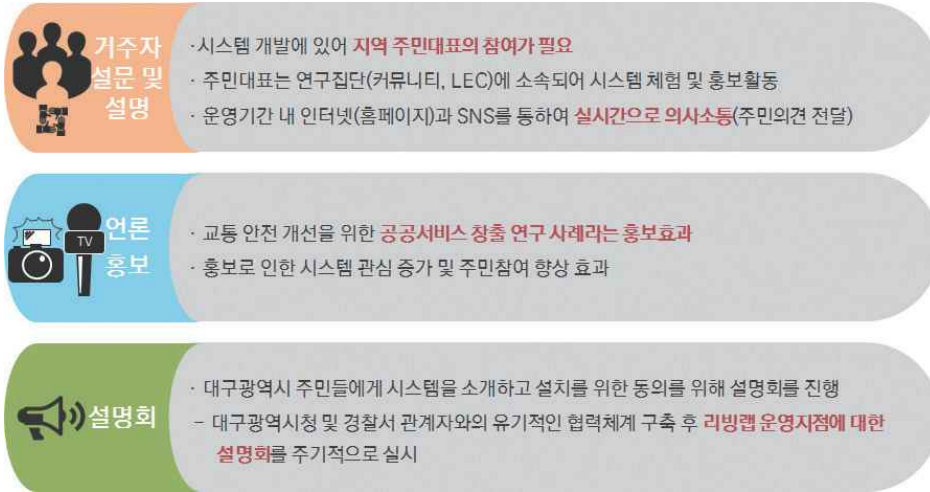 거주자
설문 및
설명
·시스템 개발에 있어 지역 주민대표의 참여가 필요
· 주민대표는 연구집단(커뮤니티, LEC)에 소속되어 시스템 체험 및 홍보활동
· 운영기간 내 인터넷(홈페이지)과 SNS를 통하여 실시간으로 의사소통(주민의견 전달)
TV
언론
홍보
· 교통 안전 개선을 위한 공공서비스 창출 연구 사례라는 홍보효과
· 홍보로 인한 시스템 관심 증가 및 주민참여 향상 효과
설명회
· 대구광역시 주민들에게 시스템을 소개하고 설치를 위한 동의를 위해 설명회를 진행
- 대구광역시청 및 경찰서 관계자와의 유기적인 협력체계 구축 후 리빙랩 운영지점에 대한
설명회를 주기적으로 실시